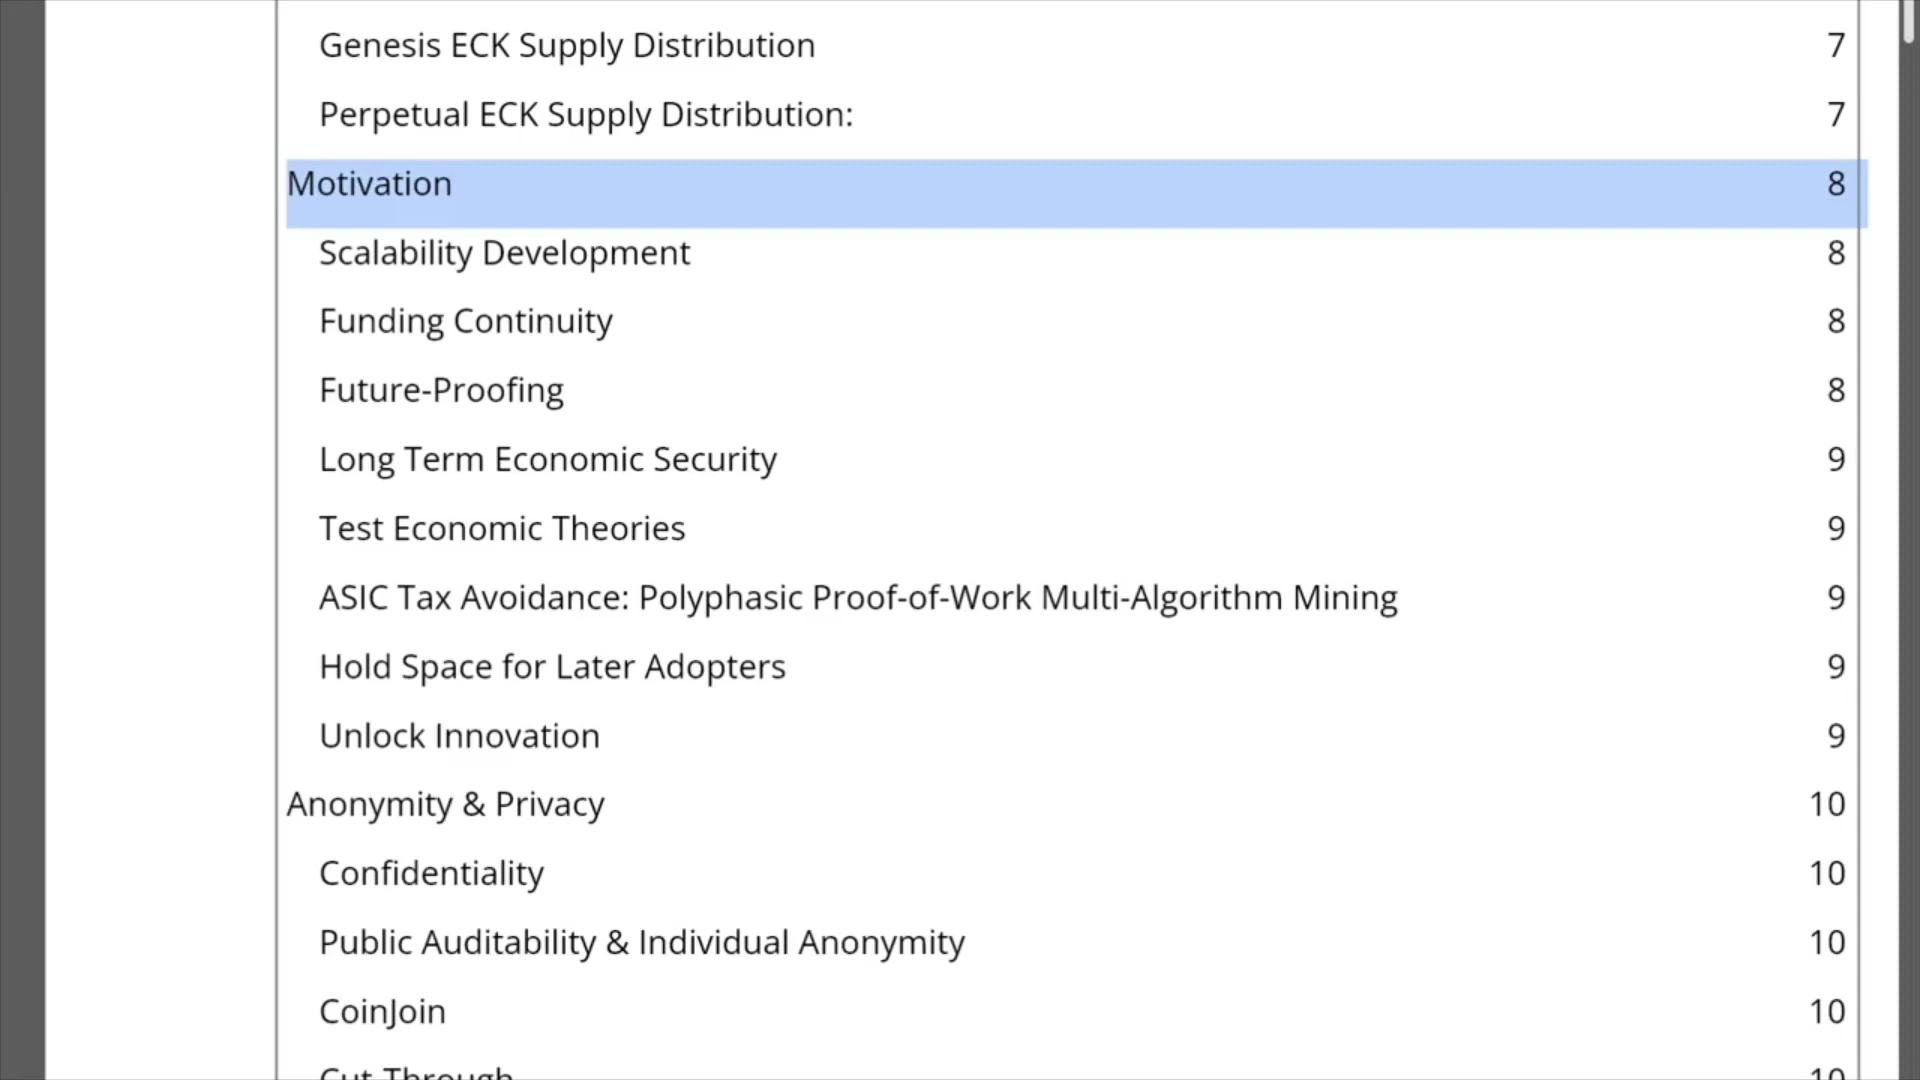 Genesis ECK Supply Distribution 7
Perpetual ECK Supply Distribution: 7
Motivation 8
Scalability Development 8
Funding Continuity 8
Future-Proofing 8
Long Term Economic Security 9
Test Economic Theories 9
ASIC Tax Avoidance: Polyphasic Proof-of-Work Multi-Algorithm Mining 9
Hold Space for Later Adopters 9
Unlock Innovation 9
Anonymity & Privacy 10
Confidentiality 10
Public Auditability & Individual Anonymity 10
CoinJoin 10
Cut-Through 10